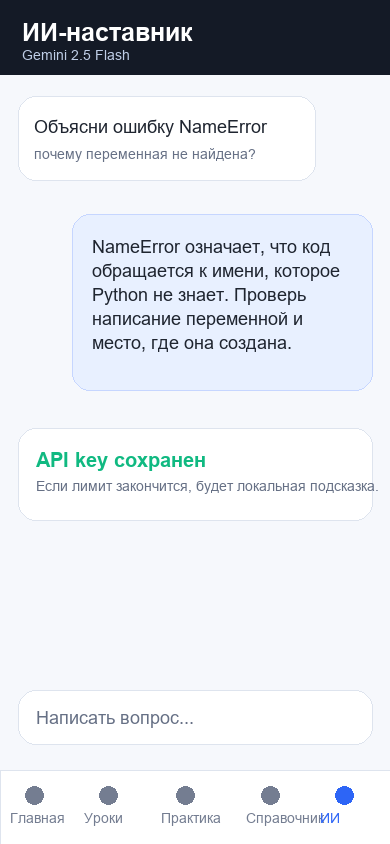 ИИ-наставник
Gemini 2.5 Flash
Объясни ошибку NameError
почему переменная не найдена?
NameError означает, что код
обращается к имени, которое
Python не знает. Проверь
написание переменной и
место, где она создана.
API key сохранен
Если лимит закончится, будет локальная подсказка.
Написать вопрос...
Главная Уроки Практика Справочник ИИ